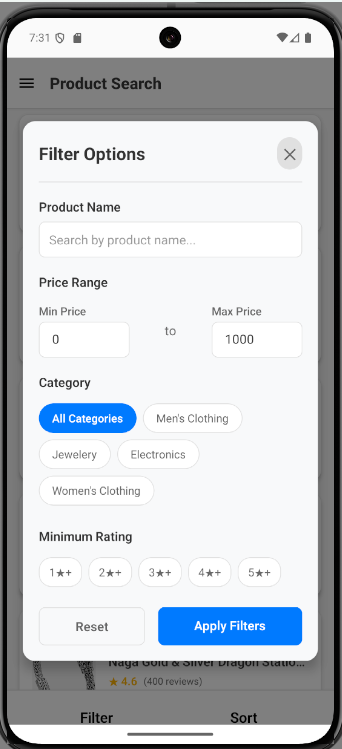 7:31
Product Search
Filter Options
Product Name
Search by product name...
Price Range
Min Price
Max Price
0
to
1000
Category
All Categories
Men's Clothing
Jewelery
Electronics
Women's Clothing
Minimum Rating
1★+
2★+
3★+
4★+
5★+
Reset
Apply Filters
Naga Gold & Silver Dragon Statio...
★ 4.6 (400 reviews)
Filter
Sort